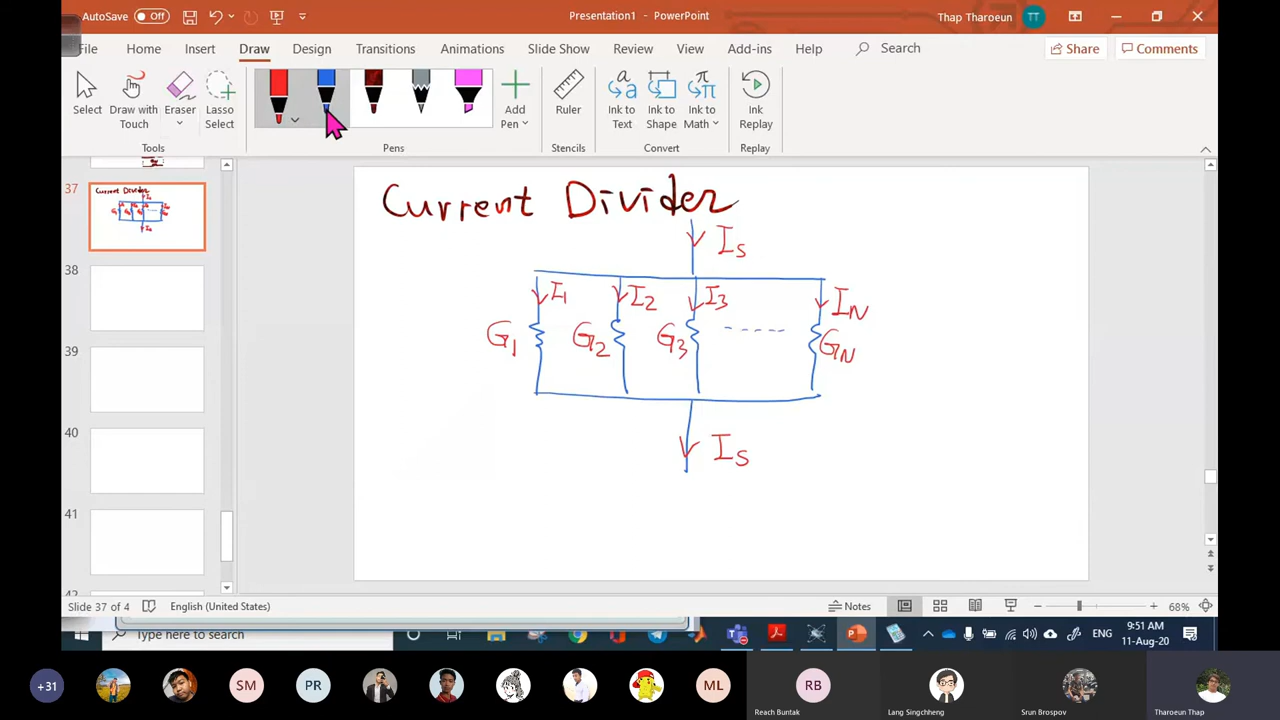 AutoSave Off Presentation1 - PowerPoint Thap Tharoeun TT
File Home Insert Draw Design Transitions Animations Slide Show Review View Add-ins Help Search Share Comments
Select Draw with Touch Eraser Lasso Select Add Pen Ruler Ink to Text Ink to Shape Ink to Math Ink Replay
Tools Pens Stencils Convert Replay
37
38
39
40
41
Current Divider
Is
I1 I2 I3 IN
G1 G2 G3 GN
Is
Slide 37 of 4 English (United States) Notes 68%
Type here to search ENG 9:51 AM
11-Aug-20
+31 SM PR ML RB
Reach Buntak Lang Singchheng Srun Brospov Tharoeun Thap